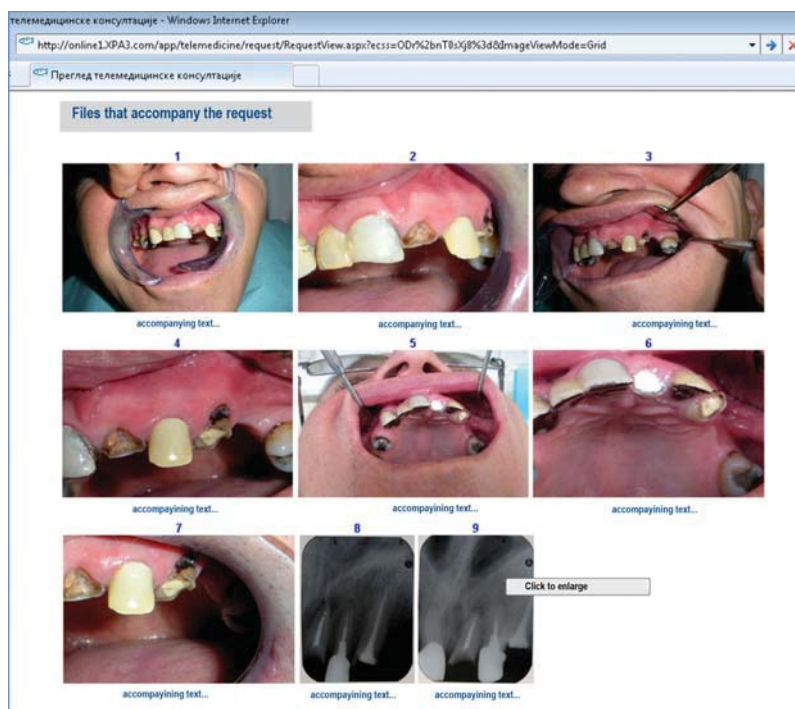 телемедицинске консултације - Windows Internet Explorer
http://online1.XPA3.com/app/telemedicine/request/RequestView.aspx?ecss=ODr%2bnT0sXj8%3d&ImageViewMode=Grid
Преглед телемедицинске консултације
Files that accompany the request
1 2 3
accompanying text... accompanying text... accompayining text...
4 5 6
accompayining text... accompayining text... accompayining text...
7 8 9
Click to enlarge
accompayining text... accompayining text... accompayining text...